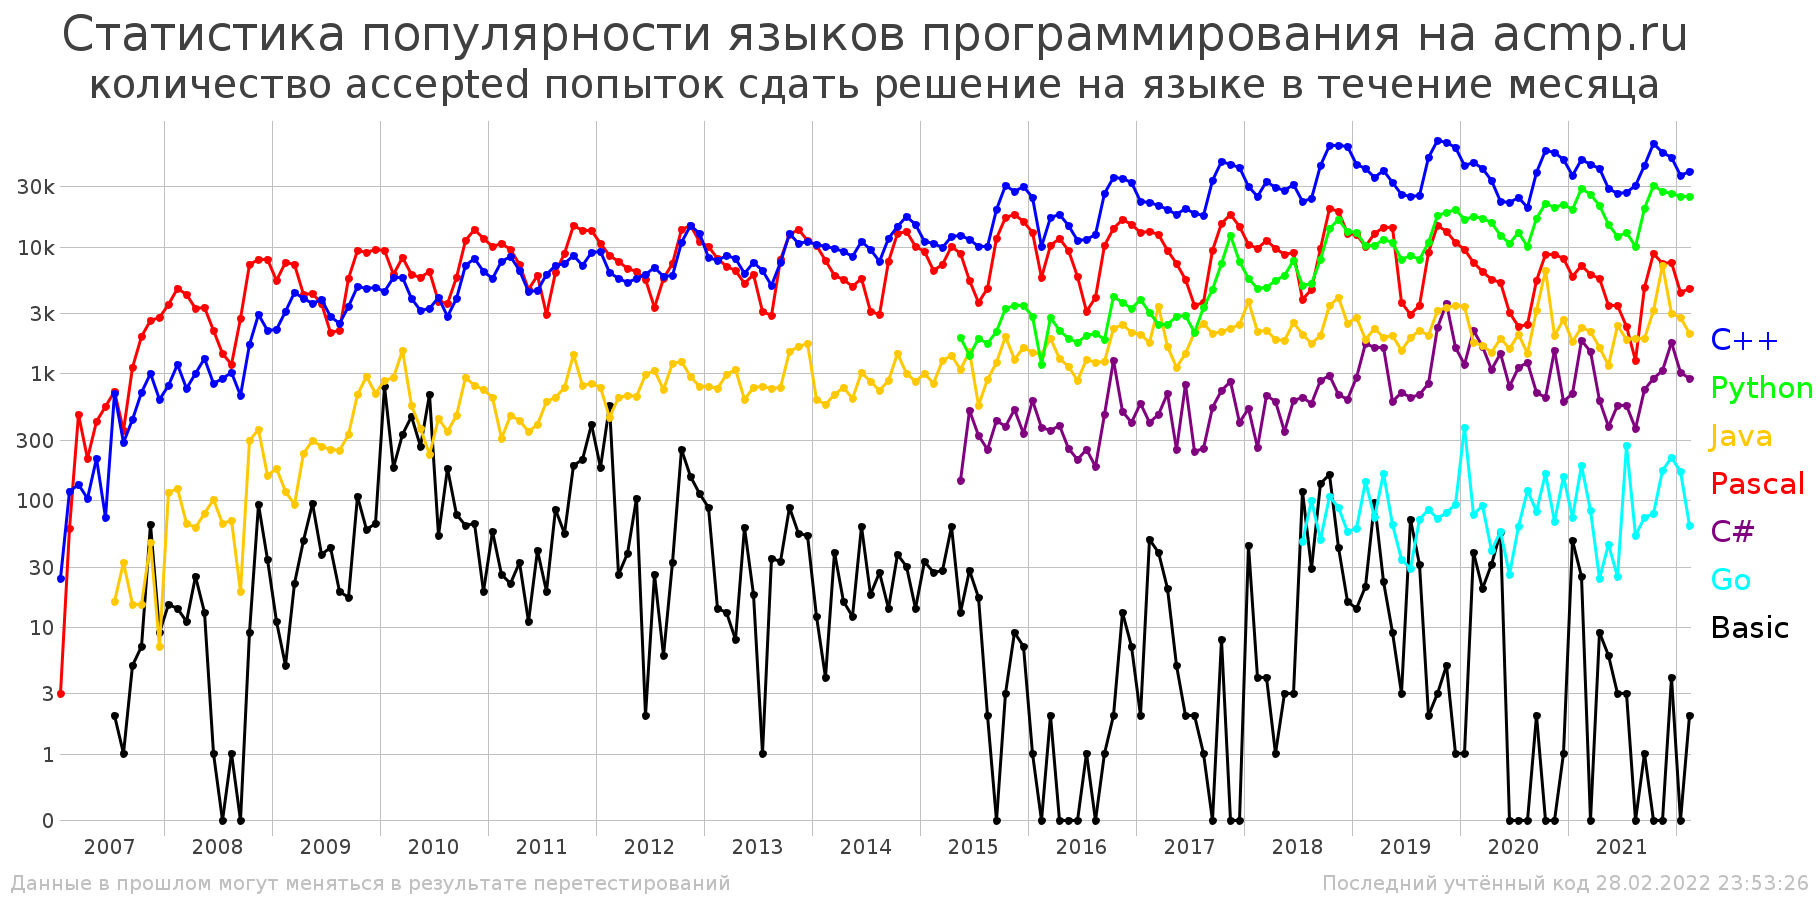 Статистика популярности языков программирования на acmp.ru
количество accepted попыток сдать решение на языке в течение месяца
30k
10k
3k
1k
300
100
30
10
3
1
0
C++
Python
Java
Pascal
C#
Go
Basic
2007 2008 2009 2010 2011 2012 2013 2014 2015 2016 2017 2018 2019 2020 2021
Данные в прошлом могут меняться в результате перетестирований
Последний учтённый код 28.02.2022 23:53:26